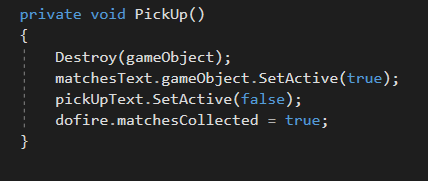 private void PickUp()
{
Destroy(gameObject);
matchesText.gameObject.SetActive(true);
pickUpText.SetActive(false);
dofire.matchesCollected = true;
}